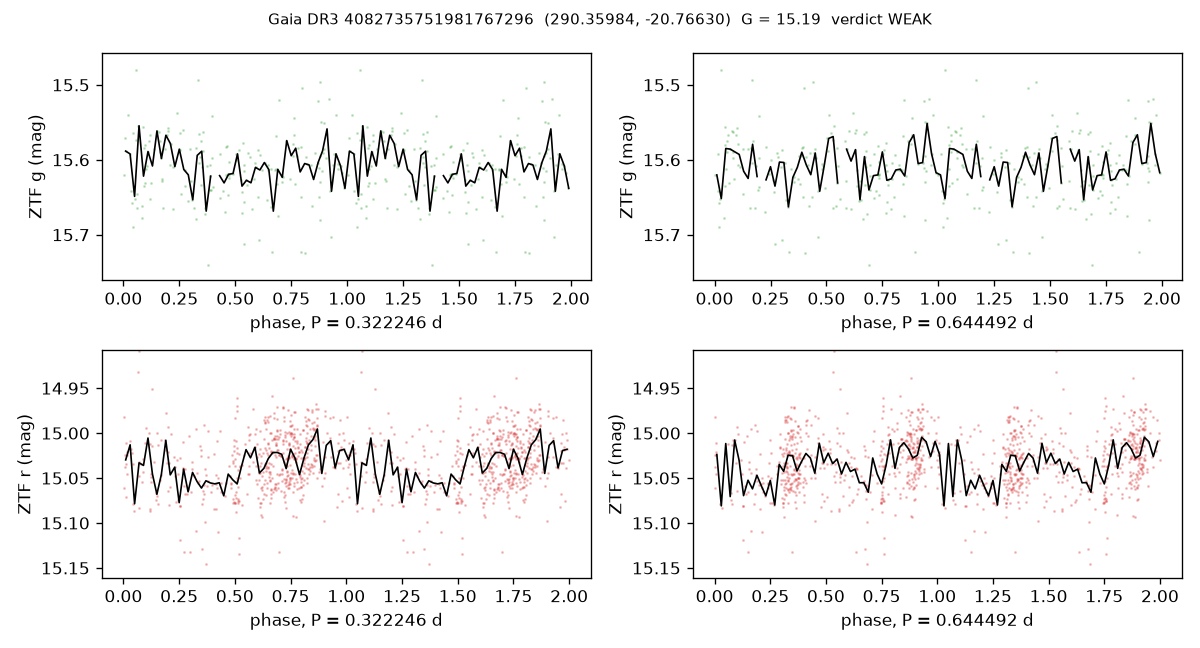 Gaia DR3 4082735751981767296 (290.35984, -20.76630) G = 15.19 verdict WEAK
ZTF g (mag)
15.5
15.6
15.7
0.00 0.25 0.50 0.75 1.00 1.25 1.50 1.75 2.00
phase, P = 0.322246 d
ZTF g (mag)
15.5
15.6
15.7
0.00 0.25 0.50 0.75 1.00 1.25 1.50 1.75 2.00
phase, P = 0.644492 d
ZTF r (mag)
14.95
15.00
15.05
15.10
15.15
0.00 0.25 0.50 0.75 1.00 1.25 1.50 1.75 2.00
phase, P = 0.322246 d
ZTF r (mag)
14.95
15.00
15.05
15.10
15.15
0.00 0.25 0.50 0.75 1.00 1.25 1.50 1.75 2.00
phase, P = 0.644492 d